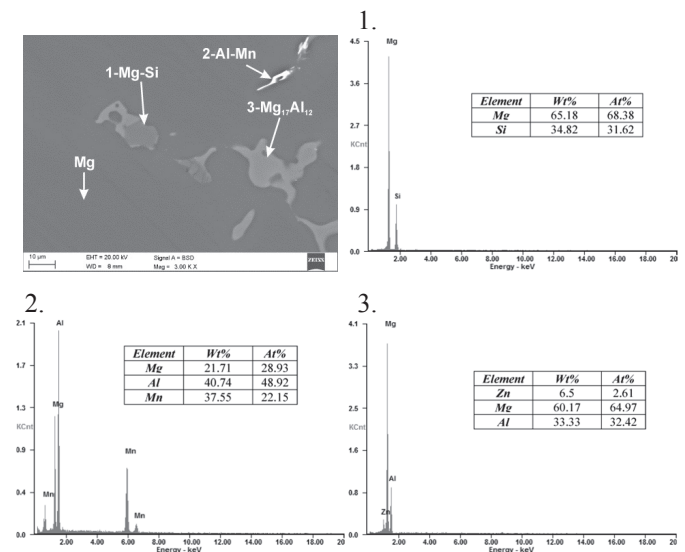 1.
2-Al-Mn
1-Mg-Si
3-Mg17Al12
Mg
10 µm
EHT = 20.00 kV
Signal A = BSD
WD = 8 mm
Mag = 3.00 K X
ZEISS
4.5
3.6
2.7
KCnt
1.8
0.9
0.0
Mg
Si
Element Wt% At%
Mg 65.18 68.38
Si 34.82 31.62
2.00 4.00 6.00 8.00 10.00 12.00 14.00 16.00 18.00 20
Energy - keV
2.
2.1
1.7
1.3
KCnt
0.8
0.4
0.0
Al
Mg
Mn
Mn
Mn
Element Wt% At%
Mg 21.71 28.93
Al 40.74 48.92
Mn 37.55 22.15
2.00 4.00 6.00 8.00 10.00 12.00 14.00 16.00 18.00 20
Energy - keV
3.
4.1
3.3
2.5
KCnt
1.6
0.8
0.0
Mg
Al
Zn
Element Wt% At%
Zn 6.5 2.61
Mg 60.17 64.97
Al 33.33 32.42
2.00 4.00 6.00 8.00 10.00 12.00 14.00 16.00 18.00 20
Energy - keV